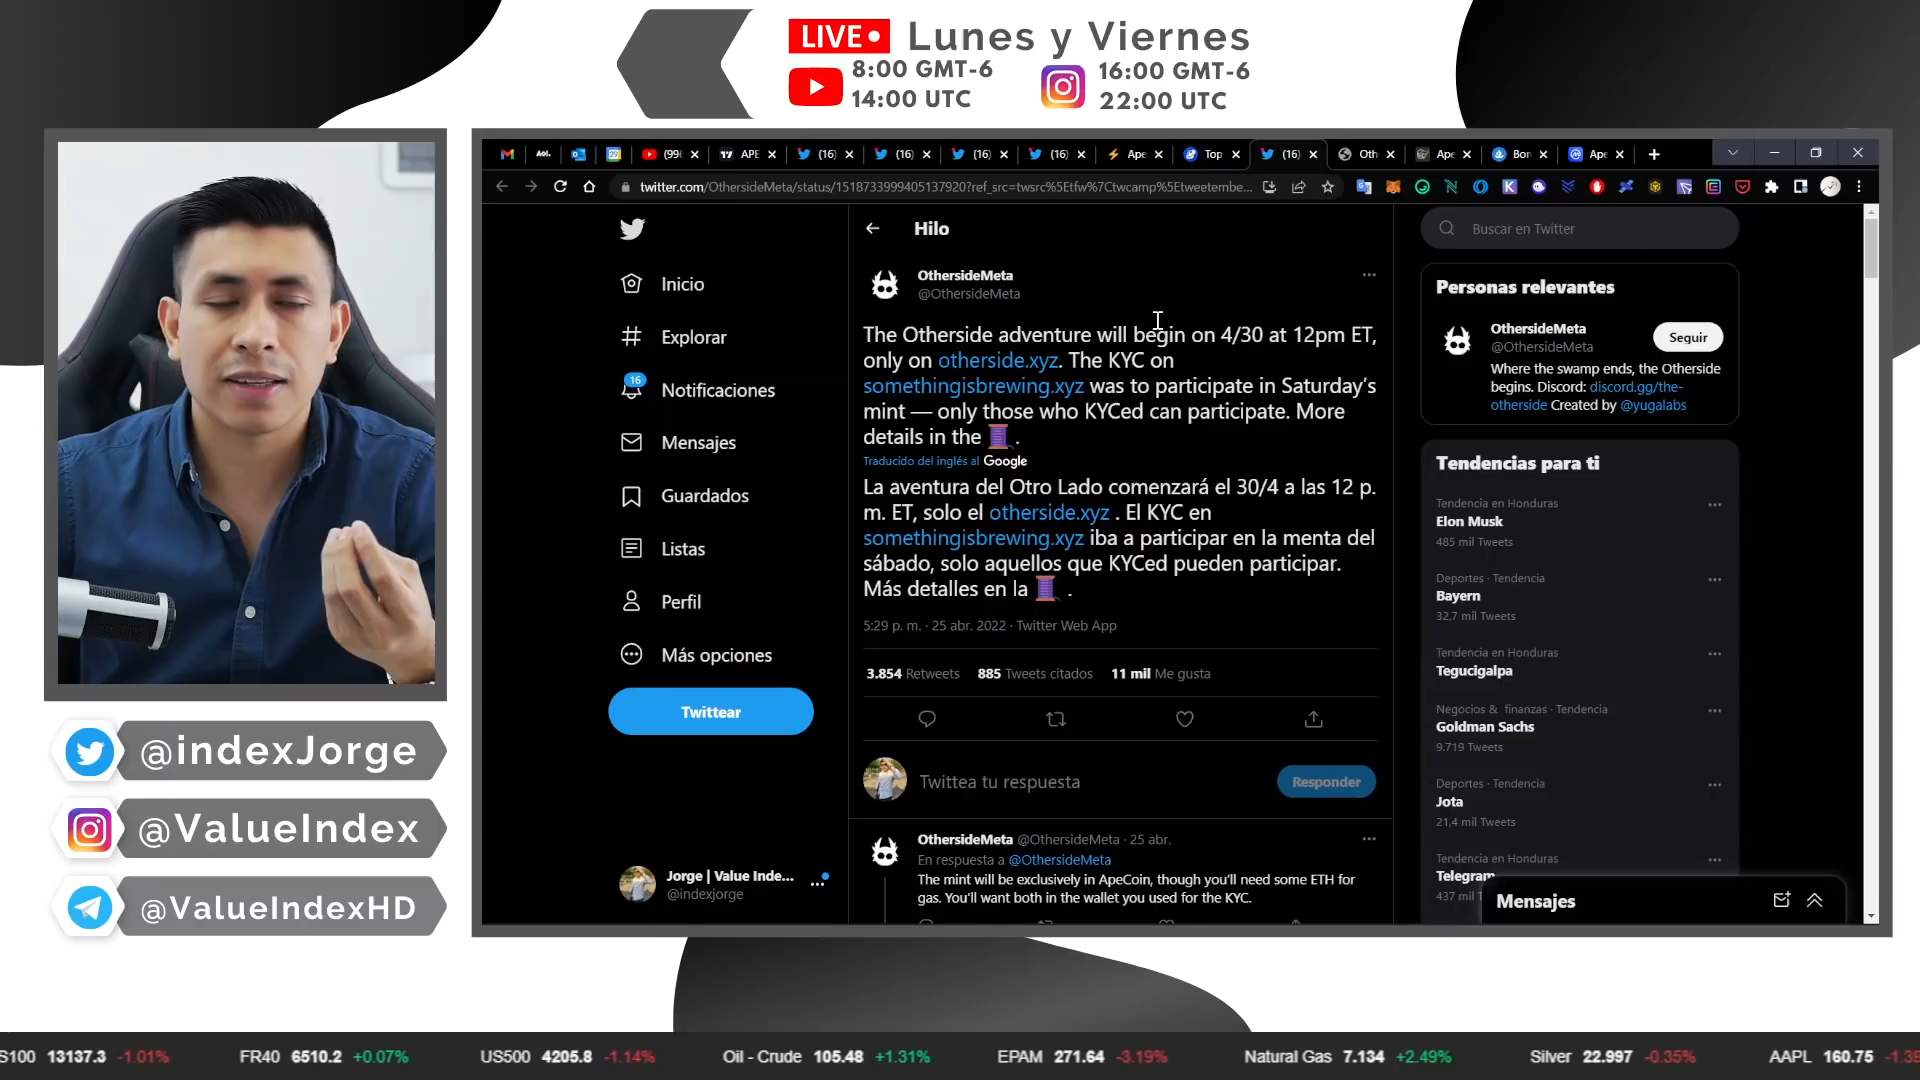 LIVE Lunes y Viernes
8:00 GMT-6
14:00 UTC
16:00 GMT-6
22:00 UTC
Aol.
(99
APE
(16)
(16)
(16)
(16)
Ape
Top
(16)
Oth
Ape
Bor
Ape
twitter.com/OthersideMeta/status/1518733999405137920?ref_src=twsrc%5Etfw%7Ctwcamp%5Etweetembe...
Inicio
Explorar
16
Notificaciones
Mensajes
Guardados
Listas
Perfil
Más opciones
Twittear
Jorge | Value Inde...
@indexjorge
Hilo
OthersideMeta
@OthersideMeta
The Otherside adventure will begin on 4/30 at 12pm ET,
only on otherside.xyz. The KYC on
somethingisbrewing.xyz was to participate in Saturday's
mint — only those who KYCed can participate. More
details in the 🧵.
Traducido del inglés al Google
La aventura del Otro Lado comenzará el 30/4 a las 12 p.
m. ET, solo el otherside.xyz . El KYC en
somethingisbrewing.xyz iba a participar en la menta del
sábado, solo aquellos que KYCed pueden participar.
Más detalles en la 🧵 .
5:29 p. m. · 25 abr. 2022 · Twitter Web App
3.854 Retweets 885 Tweets citados 11 mil Me gusta
Twittea tu respuesta
Responder
OthersideMeta @OthersideMeta · 25 abr.
En respuesta a @OthersideMeta
The mint will be exclusively in ApeCoin, though you'll need some ETH for
gas. You'll want both in the wallet you used for the KYC.
Buscar en Twitter
Personas relevantes
OthersideMeta
@OthersideMeta
Seguir
Where the swamp ends, the Otherside
begins. Discord: discord.gg/the-
otherside Created by @yugalabs
Tendencias para ti
Tendencia en Honduras
Elon Musk
485 mil Tweets
Deportes · Tendencia
Bayern
32,7 mil Tweets
Tendencia en Honduras
Tegucigalpa
Negocios & finanzas · Tendencia
Goldman Sachs
9.719 Tweets
Deportes · Tendencia
Jota
21,4 mil Tweets
Tendencia en Honduras
Telegram
437 mil T
Mensajes
@indexJorge
@ValueIndex
@ValueIndexHD
S100 13137.3 -1.01% FR40 6510.2 +0.07% US500 4205.8 -1.14% Oil - Crude 105.48 +1.31% EPAM 271.64 -3.19% Natural Gas 7.134 +2.49% Silver 22.997 -0.35% AAPL 160.75 -1.3